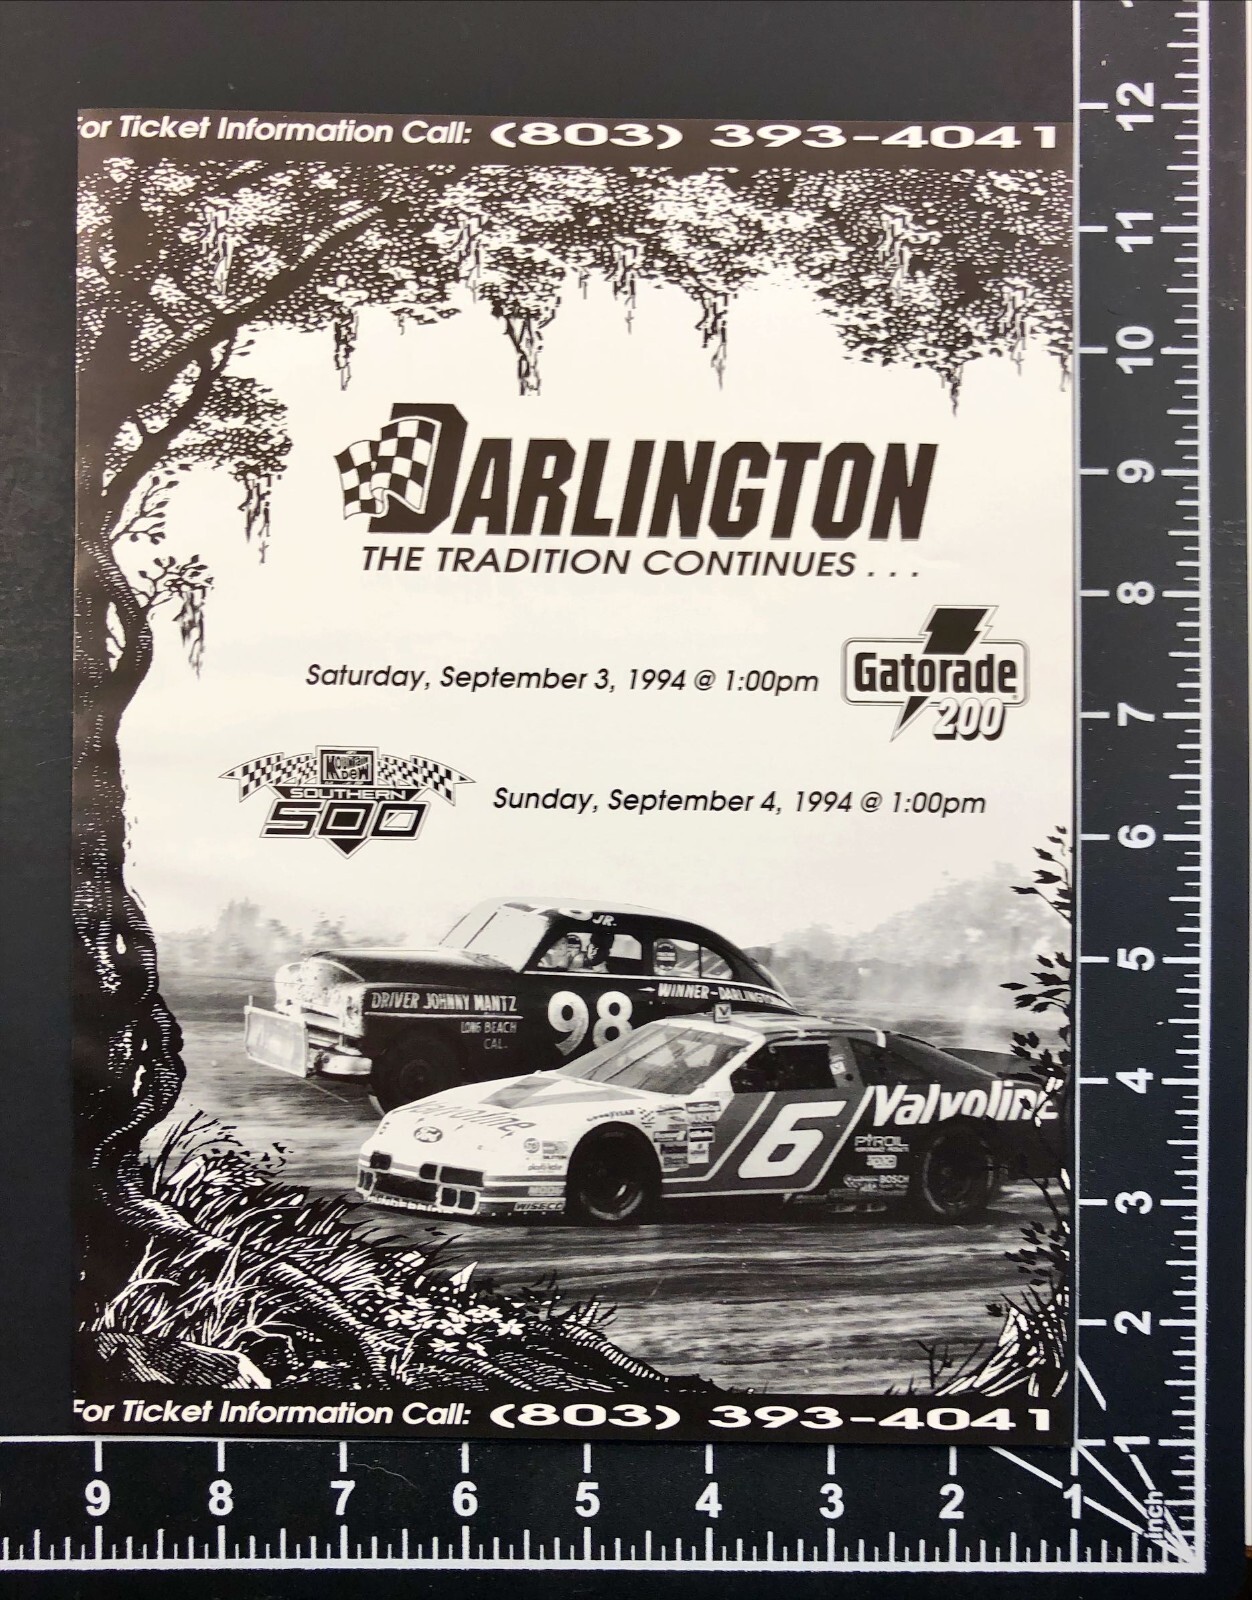 or Ticket Information Call: (803) 393-4041
DARLINGTON
THE TRADITION CONTINUES . . .
Saturday, September 3, 1994 @ 1:00pm
Gatorade
200
MOUNTAIN
DEW
SOUTHERN
500
Sunday, September 4, 1994 @ 1:00pm
JR.
DRIVER JOHNNY MANTZ
LONG BEACH
CAL.
98
WINNER-DARLINGTON
Valvoline
Ford
GOODYEAR
6
Valvoline
PYROIL
BOSCH
WISECO
For Ticket Information Call: (803) 393-4041
12
11
10
9
8
7
6
5
4
3
2
1
inch
9 8 7 6 5 4 3 2 1